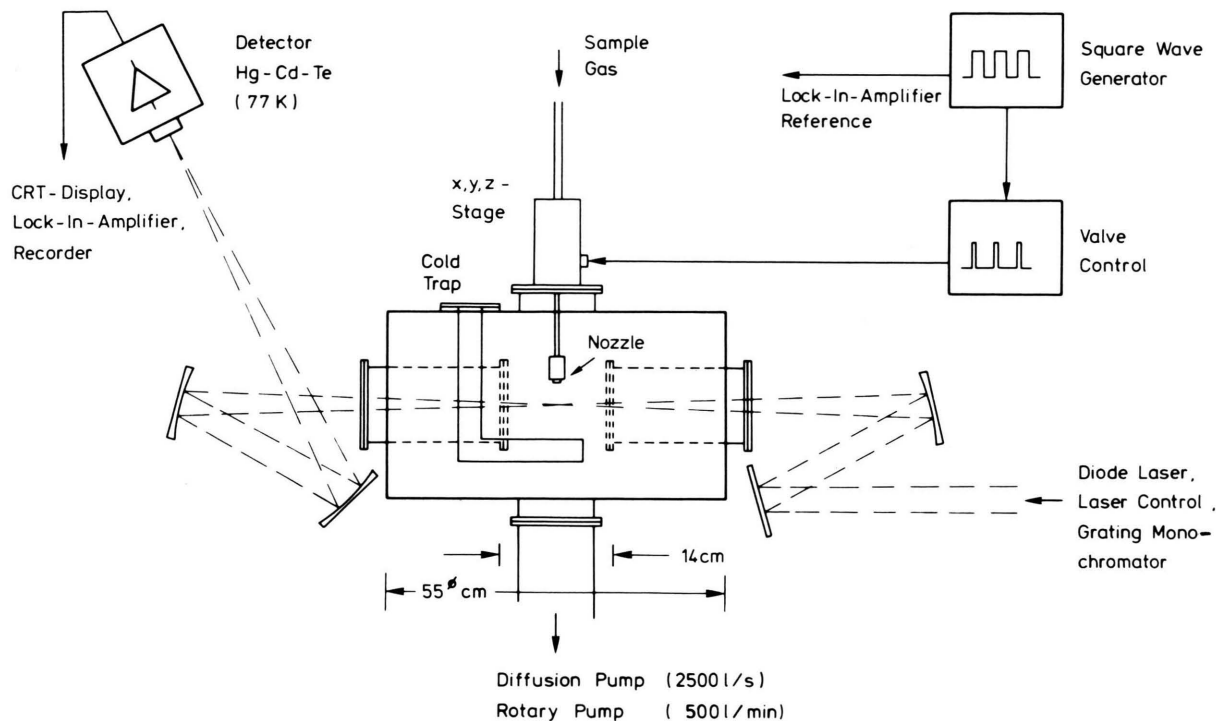 Detector
Hg-Cd-Te
(77K)
Sample
Gas
Square Wave
Generator
Lock-In-Amplifier
Reference
CRT-Display,
Lock-In-Amplifier,
Recorder
x,y,z-
Stage
Valve
Control
Cold
Trap
Nozzle
Diode Laser,
Laser Control,
Grating Mono-
chromator
14cm
55ø cm
Diffusion Pump (2500 l/s)
Rotary Pump ( 500 l/min)